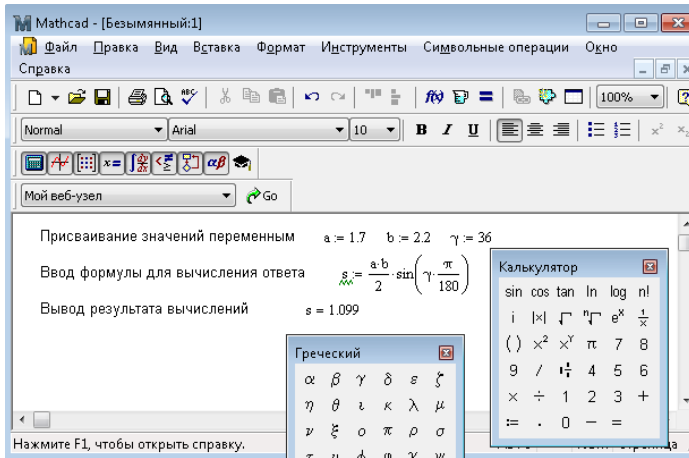 Mathcad - [Безымянный:1]
Файл Правка Вид Вставка Формат Инструменты Символьные операции Окно
Справка
100%
Normal Arial 10 B I U
Мой веб-узел Go
Присваивание значений переменным a := 1.7 b := 2.2 γ := 36
Ввод формулы для вычисления ответа s := a·b/2 · sin(γ · π/180)
Вывод результата вычислений s = 1.099
Калькулятор
sin cos tan ln log n!
i |x| √ ⁿ√ eˣ 1/x
( ) x² xʸ π 7 8
9 / 4 5 6
× ÷ 1 2 3 +
:= . 0 − =
Греческий
α β γ δ ε ζ
η θ ι κ λ μ
ν ξ ο π ρ σ
τ υ φ χ ψ
Нажмите F1, чтобы открыть справку.